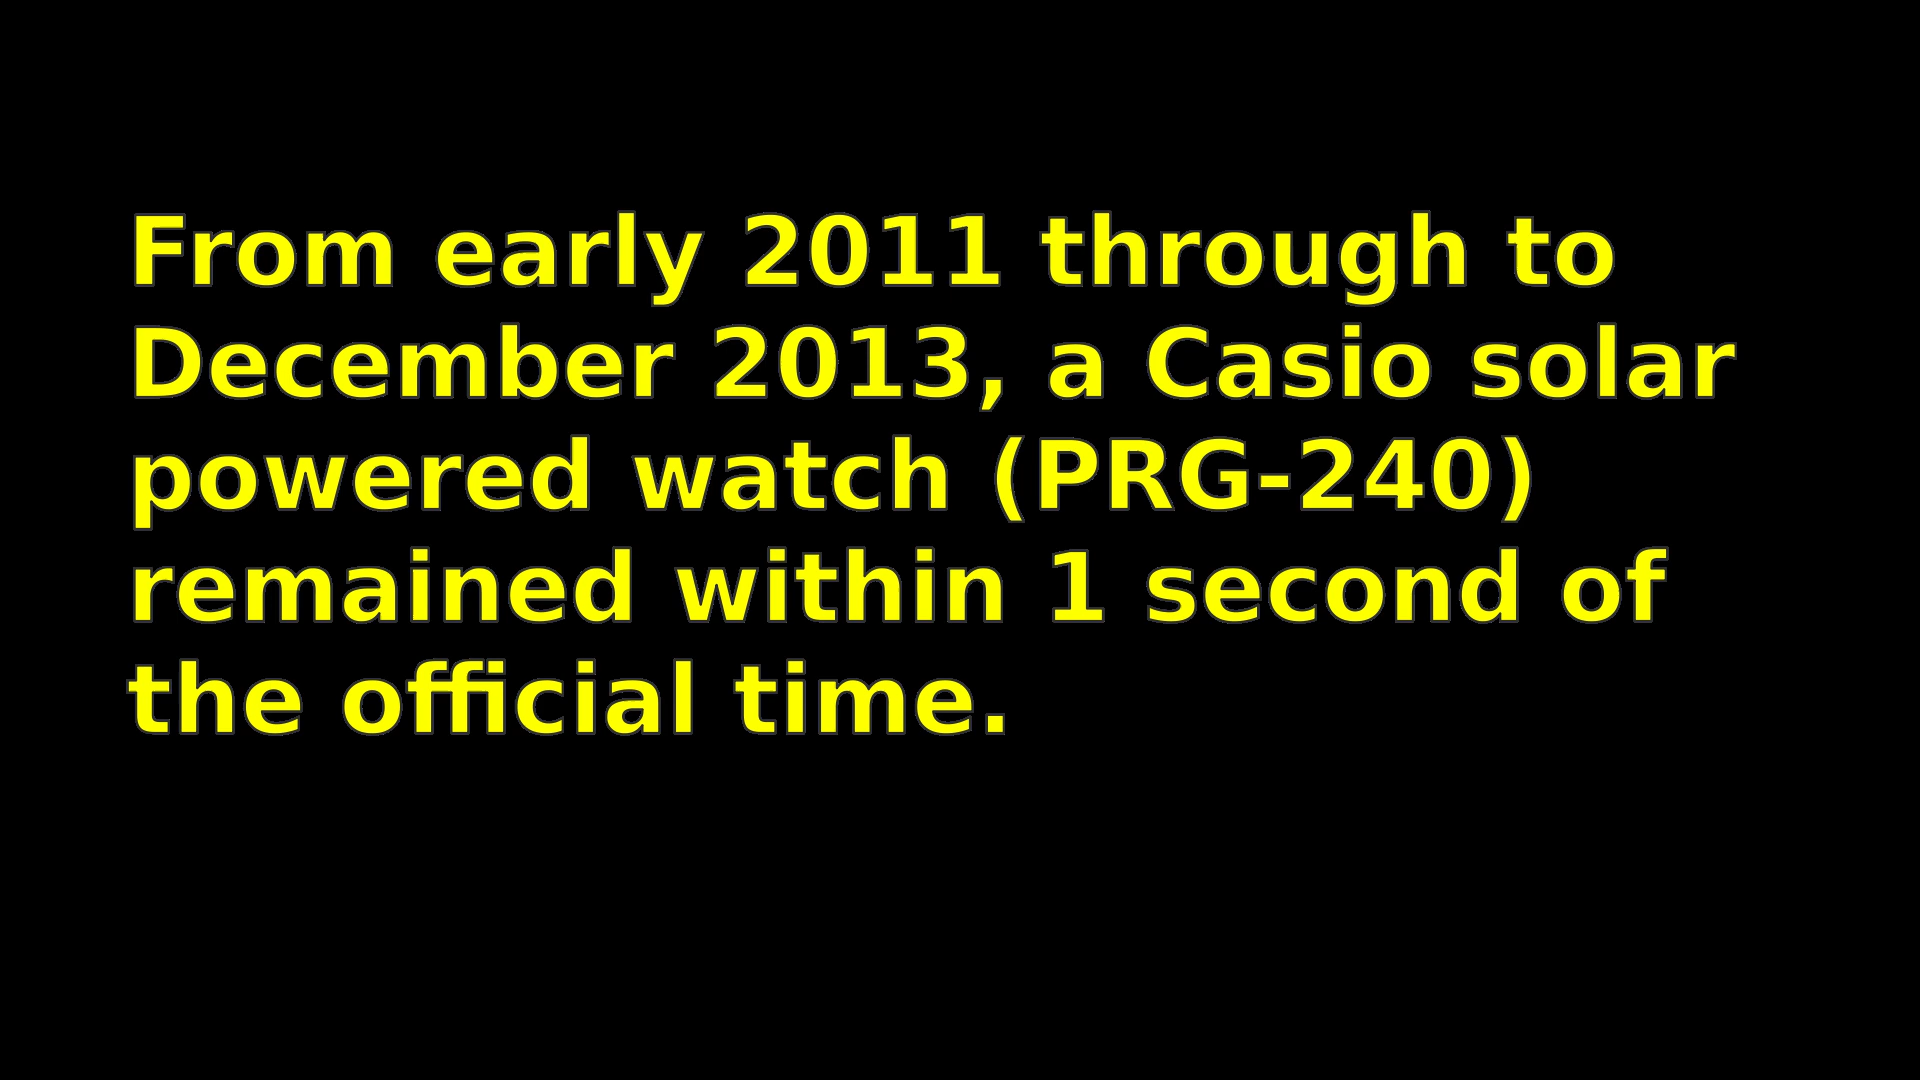 From early 2011 through to
December 2013, a Casio solar
powered watch (PRG-240)
remained within 1 second of
the official time.